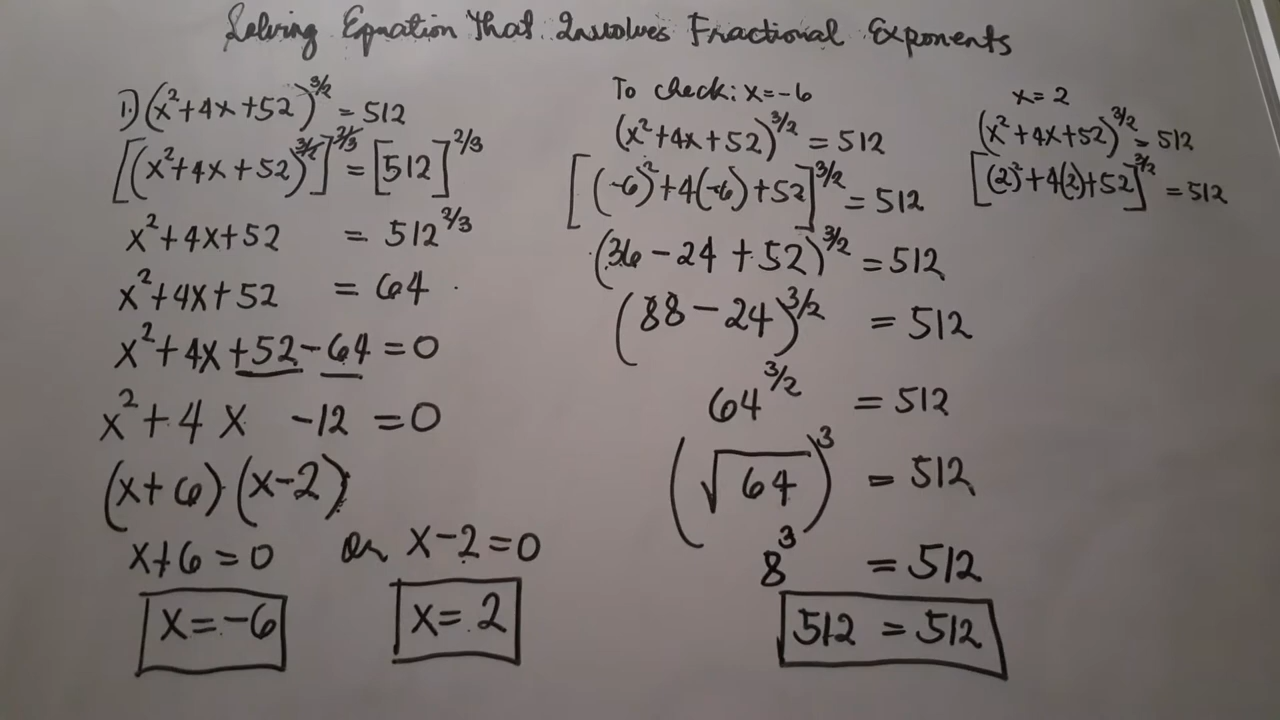 Solving Equation That Involves Fractional Exponents
1.) (x²+4x+52)^3/2 = 512
[(x²+4x+52)^3/2]^2/3 = [512]^2/3
x²+4x+52 = 512^2/3
x²+4x+52 = 64
x²+4x+52-64 = 0
x²+4x -12 = 0
(x+6)(x-2)
x+6=0 or x-2=0
x=-6 x=2
To check: x=-6
(x²+4x+52)^3/2 = 512
[(-6)²+4(-6)+52]^3/2 = 512
(36-24+52)^3/2 = 512
(88-24)^3/2 = 512
64^3/2 = 512
(√64)³ = 512
8³ = 512
512 = 512
x=2
(x²+4x+52)^3/2 = 512
[(2)²+4(2)+52]^3/2 = 512